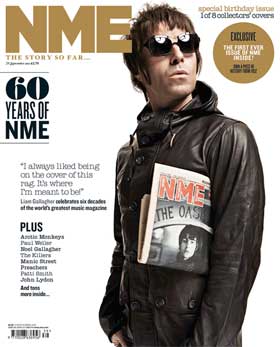 NME
special birthday issue
1 of 8 collectors' covers
THE STORY SO FAR...
EXCLUSIVE
THE FIRST EVER
ISSUE OF NME
INSIDE!
60
YEARS OF
NME
"I always liked being
on the cover of this
rag. It's where
I'm meant to be!"
Liam Gallagher celebrates six decades
of the world's greatest music magazine
NME
THE OAS
PLUS
Arctic Monkeys
Paul Weller
Noel Gallagher
The Killers
Manic Street
Preachers
Patti Smith
John Lydon
And tons
more inside...